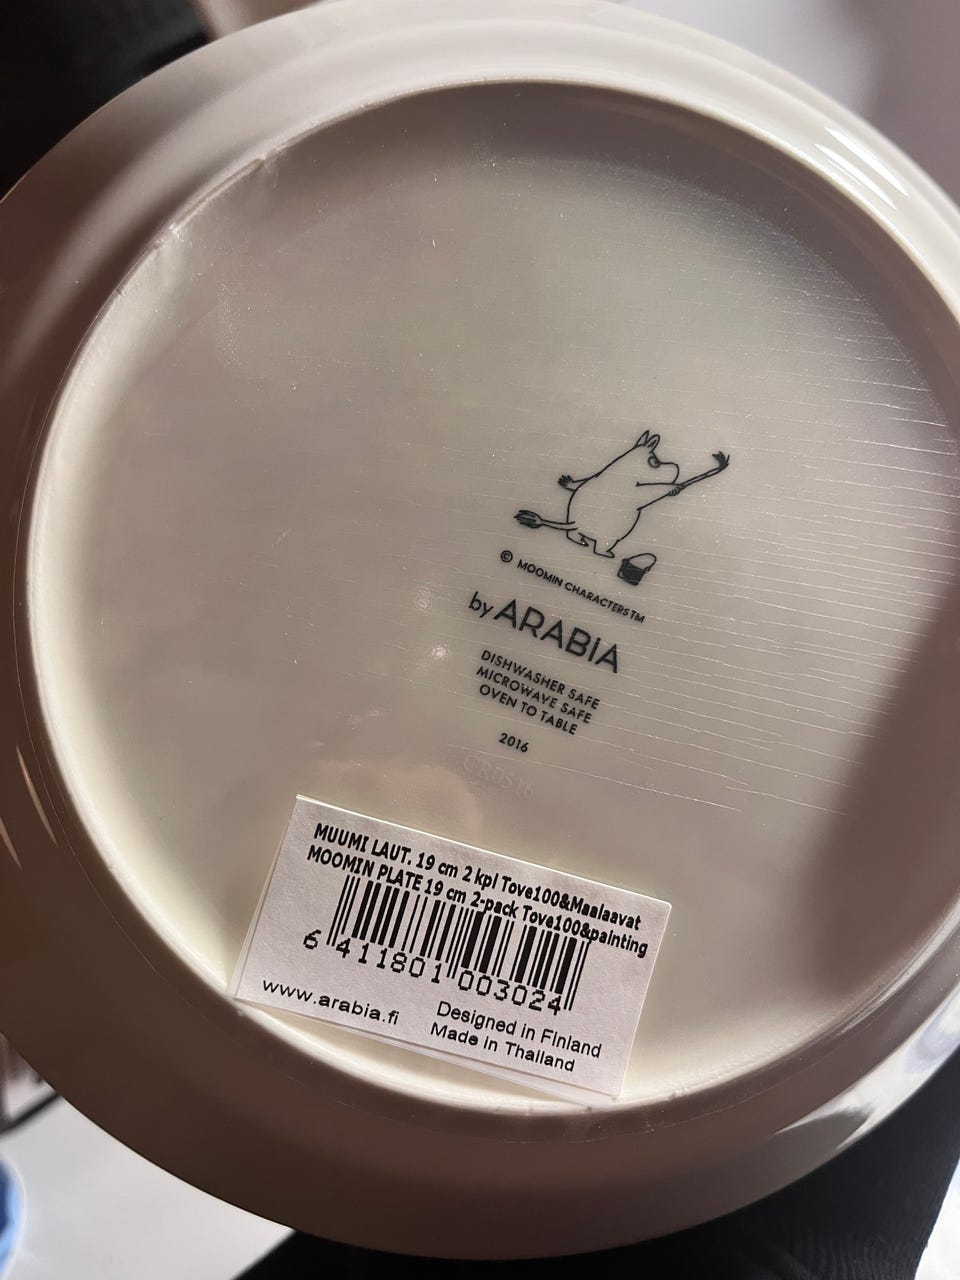 © MOOMIN CHARACTERS TM
by ARABIA
DISHWASHER SAFE
MICROWAVE SAFE
OVEN TO TABLE
2016
MUUMI LAUT. 19 cm 2 kpl Tove100&Maalaavat
MOOMIN PLATE 19 cm 2-pack Tove100&painting
6 411801 003024
www.arabia.fi
Designed in Finland
Made in Thailand